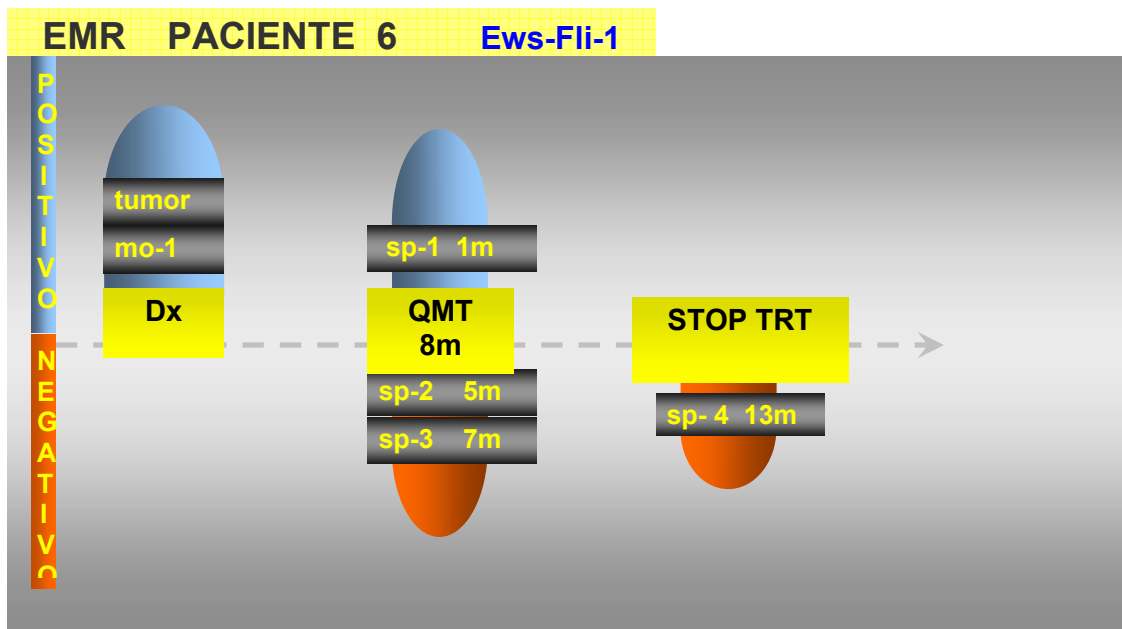 EMR PACIENTE 6 Ews-Fli-1
POSITIVO
NEGATIVO
tumor
mo-1
Dx
sp-1 1m
QMT
8m
sp-2 5m
sp-3 7m
STOP TRT
sp- 4 13m